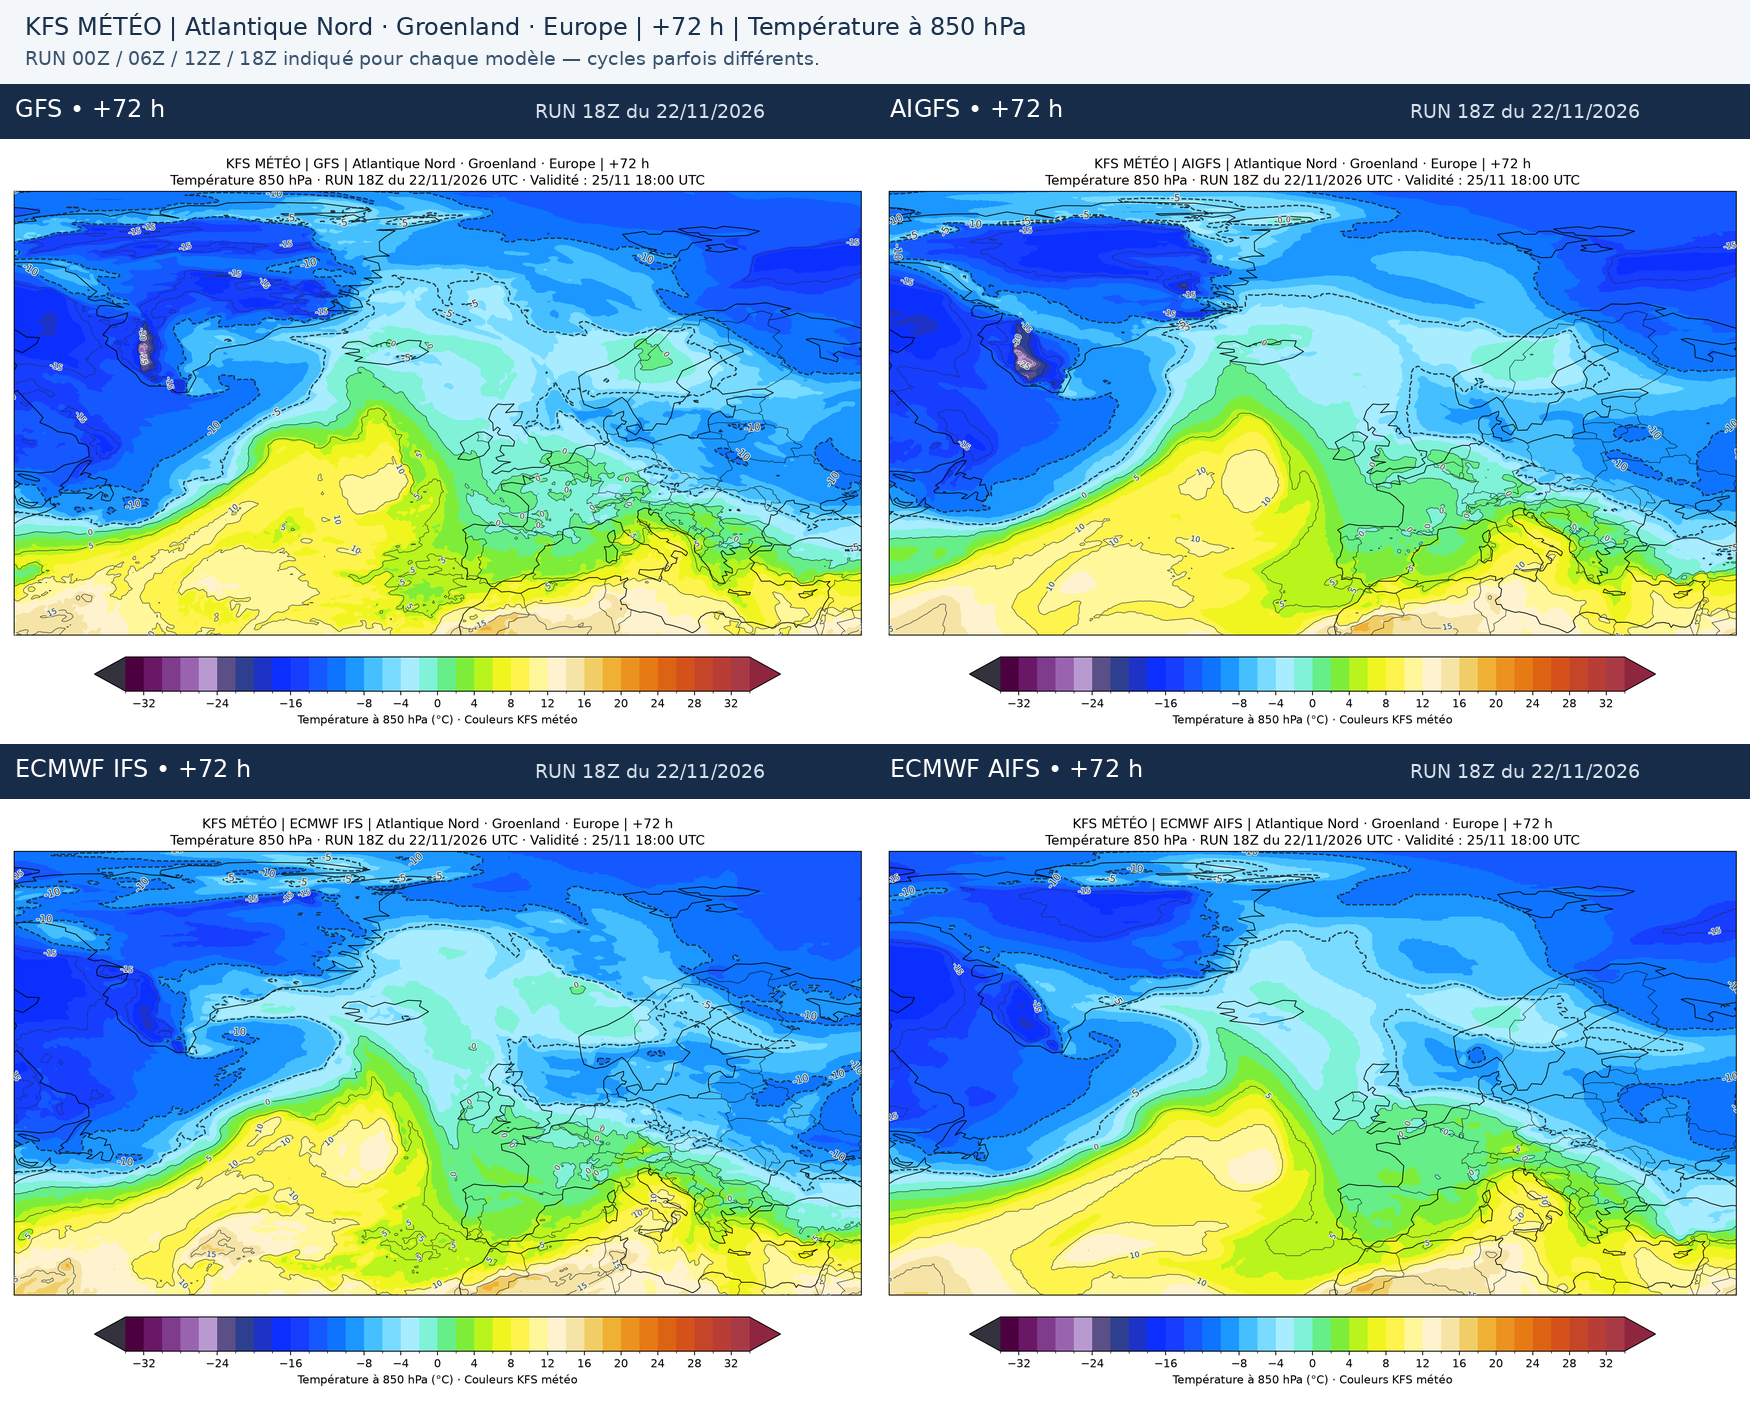 KFS MÉTÉO | Atlantique Nord · Groenland · Europe | +72 h | Température à 850 hPa
RUN 00Z / 06Z / 12Z / 18Z indiqué pour chaque modèle — cycles parfois différents.
GFS • +72 h RUN 18Z du 22/11/2026
KFS MÉTÉO | GFS | Atlantique Nord · Groenland · Europe | +72 h
Température 850 hPa · RUN 18Z du 22/11/2026 UTC · Validité : 25/11 18:00 UTC
−32 −24 −16 −8 −4 0 4 8 12 16 20 24 28 32
Température à 850 hPa (°C) · Couleurs KFS météo
AIGFS • +72 h RUN 18Z du 22/11/2026
KFS MÉTÉO | AIGFS | Atlantique Nord · Groenland · Europe | +72 h
Température 850 hPa · RUN 18Z du 22/11/2026 UTC · Validité : 25/11 18:00 UTC
−32 −24 −16 −8 −4 0 4 8 12 16 20 24 28 32
Température à 850 hPa (°C) · Couleurs KFS météo
ECMWF IFS • +72 h RUN 18Z du 22/11/2026
KFS MÉTÉO | ECMWF IFS | Atlantique Nord · Groenland · Europe | +72 h
Température 850 hPa · RUN 18Z du 22/11/2026 UTC · Validité : 25/11 18:00 UTC
−32 −24 −16 −8 −4 0 4 8 12 16 20 24 28 32
Température à 850 hPa (°C) · Couleurs KFS météo
ECMWF AIFS • +72 h RUN 18Z du 22/11/2026
KFS MÉTÉO | ECMWF AIFS | Atlantique Nord · Groenland · Europe | +72 h
Température 850 hPa · RUN 18Z du 22/11/2026 UTC · Validité : 25/11 18:00 UTC
−32 −24 −16 −8 −4 0 4 8 12 16 20 24 28 32
Température à 850 hPa (°C) · Couleurs KFS météo